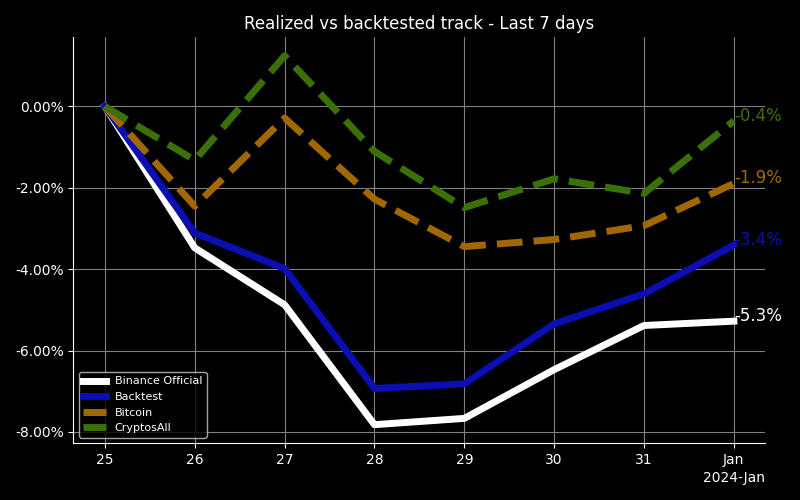 Realized vs backtested track - Last 7 days
0.00%
-2.00%
-4.00%
-6.00%
-8.00%
-0.4%
-1.9%
-3.4%
-5.3%
Binance Official
Backtest
Bitcoin
CryptosAll
25 26 27 28 29 30 31 Jan
2024-Jan